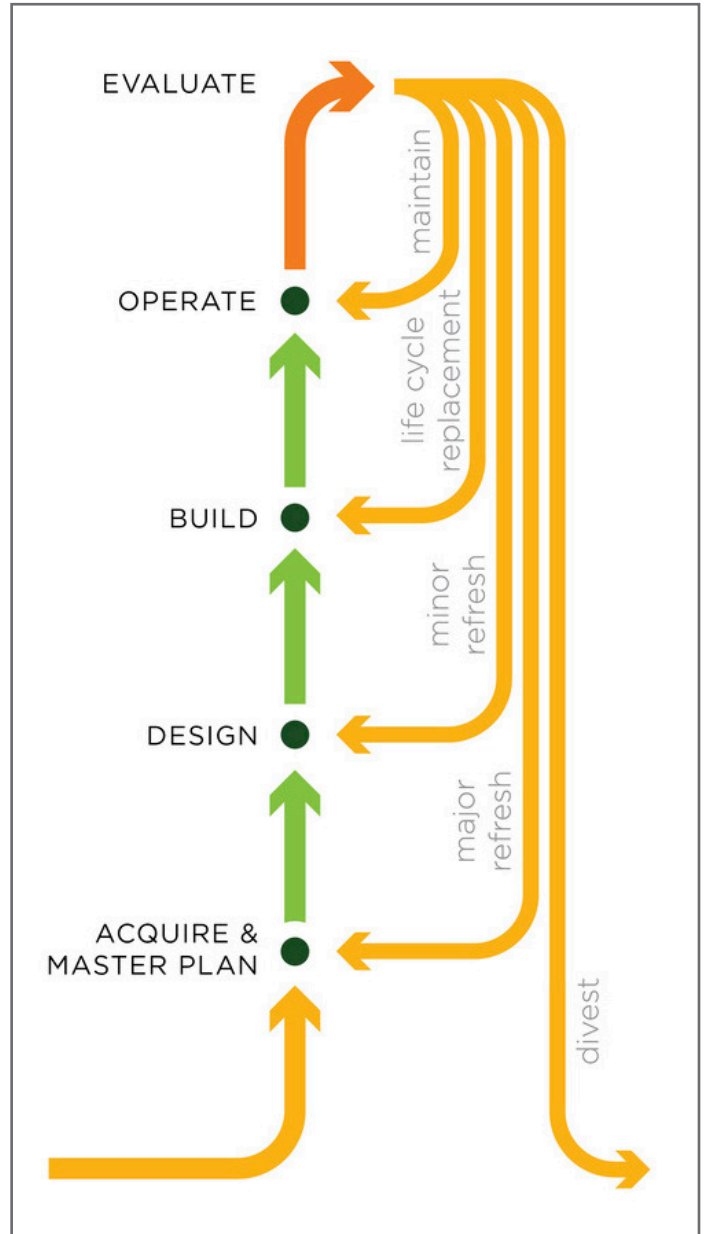 EVALUATE
maintain
OPERATE
life cycle
replacement
BUILD
minor
refresh
DESIGN
major
refresh
ACQUIRE &
MASTER PLAN
divest